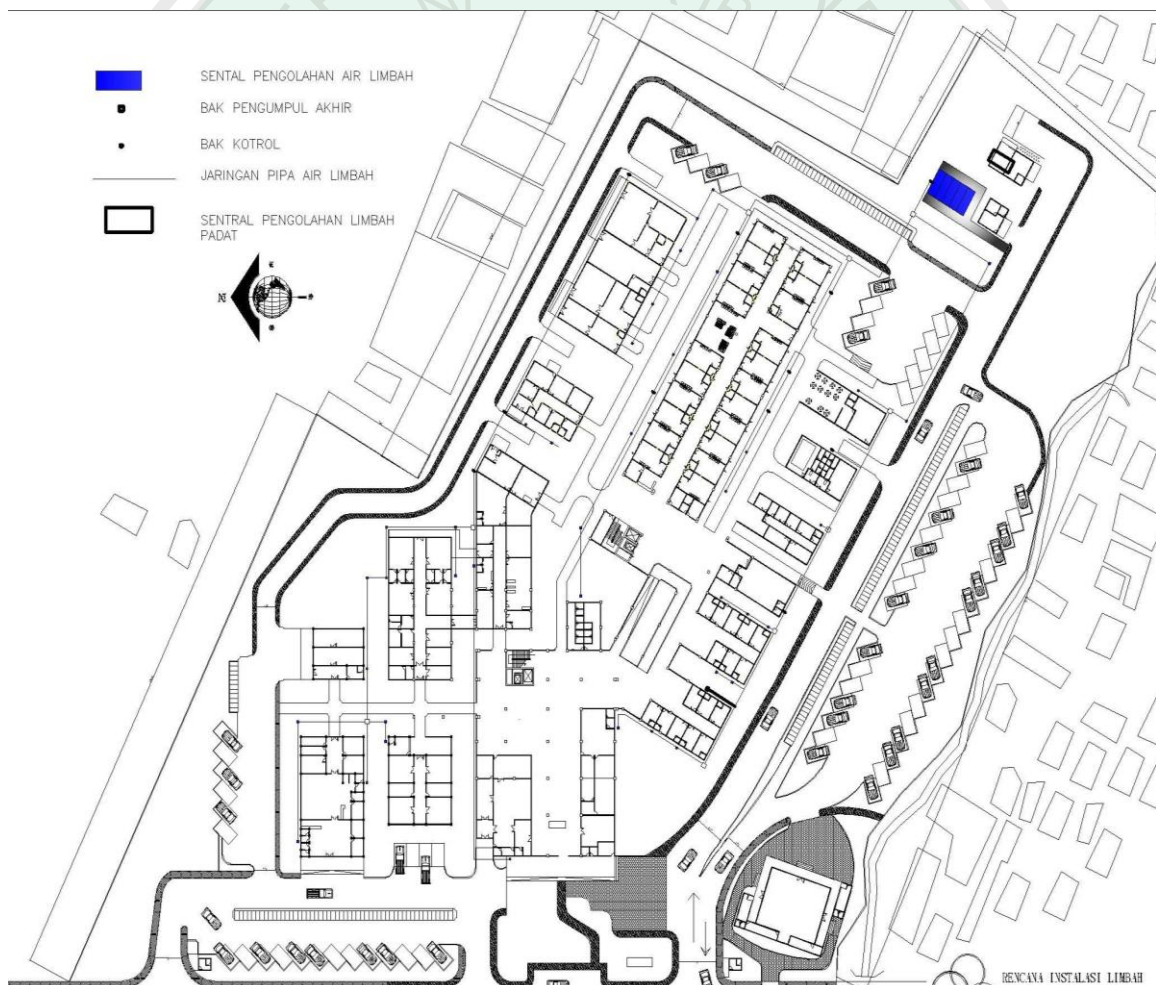 SENTAL PENGOLAHAN AIR LIMBAH
BAK PENGUMPUL AKHIR
BAK KOTROL
JARINGAN PIPA AIR LIMBAH
SENTRAL PENGOLAHAN LIMBAH
PADAT
N
RENCANA INSTALASI LIMBAH